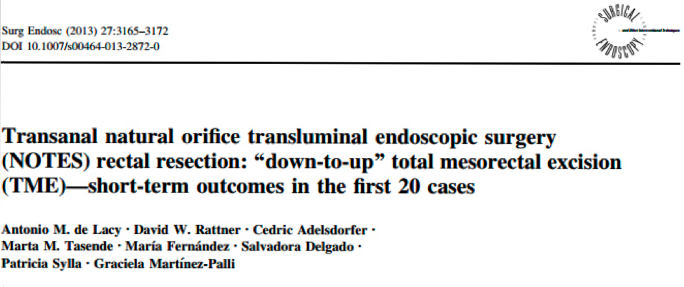 Surg Endosc (2013) 27:3165–3172
DOI 10.1007/s00464-013-2872-0
SURGICAL
ENDOSCOPY
Transanal natural orifice transluminal endoscopic surgery
(NOTES) rectal resection: “down-to-up” total mesorectal excision
(TME)—short-term outcomes in the first 20 cases
Antonio M. de Lacy · David W. Rattner · Cedric Adelsdorfer ·
Marta M. Tasende · María Fernández · Salvadora Delgado ·
Patricia Sylla · Graciela Martínez-Palli